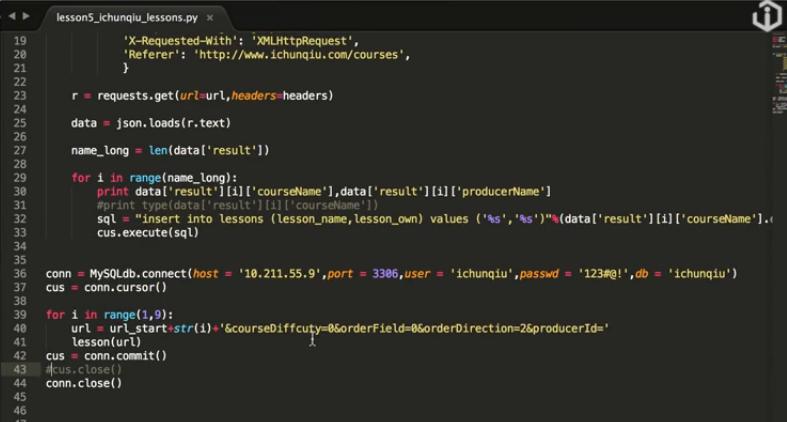 lesson5_ichunqiu_lessons.py ×
19 'X-Requested-With': 'XMLHttpRequest',
20 'Referer': 'http://www.ichunqiu.com/courses',
21 }
22
23 r = requests.get(url=url,headers=headers)
24
25 data = json.loads(r.text)
26
27 name_long = len(data['result'])
28
29 for i in range(name_long):
30 print data['result'][i]['courseName'],data['result'][i]['producerName']
31 #print type(data['result'][i]['courseName'])
32 sql = "insert into lessons (lesson_name,lesson_own) values ('%s','%s')"%(data['result'][i]['courseName'].
33 cus.execute(sql)
34
35
36 conn = MySQLdb.connect(host = '10.211.55.9',port = 3306,user = 'ichunqiu',passwd = '123#@!',db = 'ichunqiu')
37 cus = conn.cursor()
38
39 for i in range(1,9):
40 url = url_start+str(i)+'&courseDiffcuty=0&orderField=0&orderDirection=2&producerId='
41 lesson(url)
42 cus = conn.commit()
43 #cus.close()
44 conn.close()
45
46